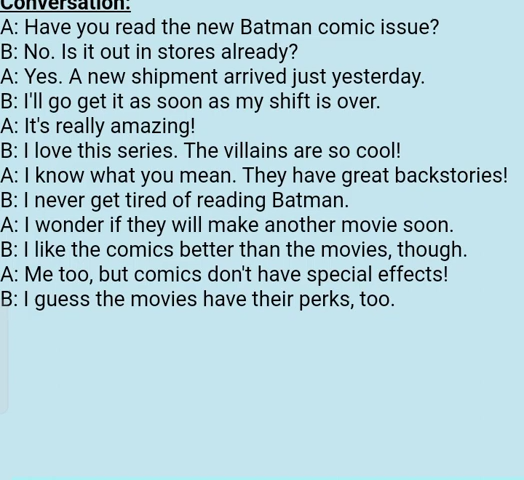 Conversation:
A: Have you read the new Batman comic issue?
B: No. Is it out in stores already?
A: Yes. A new shipment arrived just yesterday.
B: I'll go get it as soon as my shift is over.
A: It's really amazing!
B: I love this series. The villains are so cool!
A: I know what you mean. They have great backstories!
B: I never get tired of reading Batman.
A: I wonder if they will make another movie soon.
B: I like the comics better than the movies, though.
A: Me too, but comics don't have special effects!
B: I guess the movies have their perks, too.